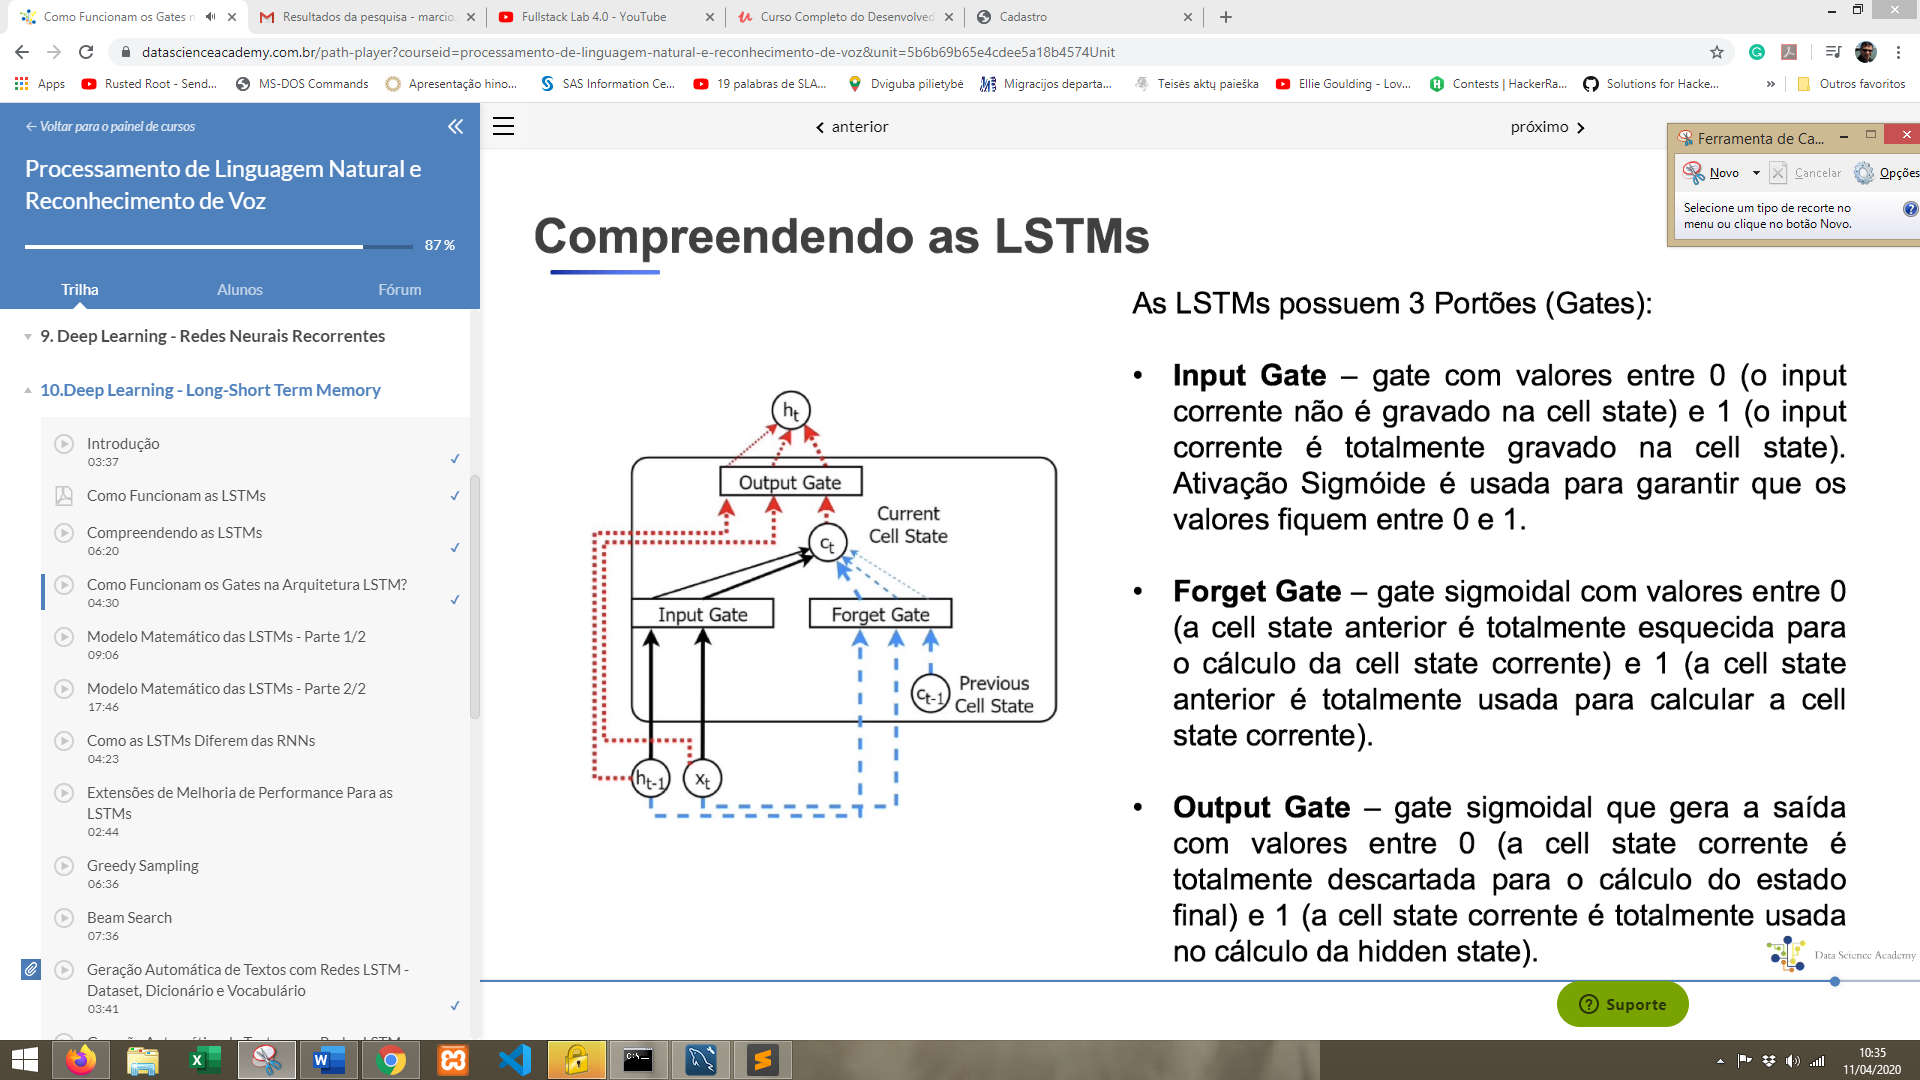 Como Funcionam os Gates n
Resultados da pesquisa - marcio.
Fullstack Lab 4.0 - YouTube
Curso Completo do Desenvolved
Cadastro
datascienceacademy.com.br/path-player?courseid=processamento-de-linguagem-natural-e-reconhecimento-de-voz&unit=5b6b69b65e4cdee5a18b4574Unit
Apps
Rusted Root - Send...
MS-DOS Commands
Apresentação hino...
SAS Information Ce...
19 palabras de SLA...
Dviguba pilietybė
Migracijos departa...
Teisės aktų paieška
Ellie Goulding - Lov...
Contests | HackerRa...
Solutions for Hacke...
»
Outros favoritos
← Voltar para o painel de cursos
Processamento de Linguagem Natural e
Reconhecimento de Voz
87%
Trilha
Alunos
Fórum
9. Deep Learning - Redes Neurais Recorrentes
10.Deep Learning - Long-Short Term Memory
Introdução
03:37
Como Funcionam as LSTMs
Compreendendo as LSTMs
06:20
Como Funcionam os Gates na Arquitetura LSTM?
04:30
Modelo Matemático das LSTMs - Parte 1/2
09:06
Modelo Matemático das LSTMs - Parte 2/2
17:46
Como as LSTMs Diferem das RNNs
04:23
Extensões de Melhoria de Performance Para as
LSTMs
02:44
Greedy Sampling
06:36
Beam Search
07:36
Geração Automática de Textos com Redes LSTM -
Dataset, Dicionário e Vocabulário
03:41
anterior
próximo
Ferramenta de Ca...
Novo
Cancelar
Opções
Selecione um tipo de recorte no
menu ou clique no botão Novo.
Compreendendo as LSTMs
ht
Output Gate
Current
Cell State
ct
Input Gate
Forget Gate
ct-1
Previous
Cell State
ht-1
xt
As LSTMs possuem 3 Portões (Gates):
• Input Gate – gate com valores entre 0 (o input
corrente não é gravado na cell state) e 1 (o input
corrente é totalmente gravado na cell state).
Ativação Sigmóide é usada para garantir que os
valores fiquem entre 0 e 1.
• Forget Gate – gate sigmoidal com valores entre 0
(a cell state anterior é totalmente esquecida para
o cálculo da cell state corrente) e 1 (a cell state
anterior é totalmente usada para calcular a cell
state corrente).
• Output Gate – gate sigmoidal que gera a saída
com valores entre 0 (a cell state corrente é
totalmente descartada para o cálculo do estado
final) e 1 (a cell state corrente é totalmente usada
no cálculo da hidden state).
Data Science Academy
Suporte
10:35
11/04/2020